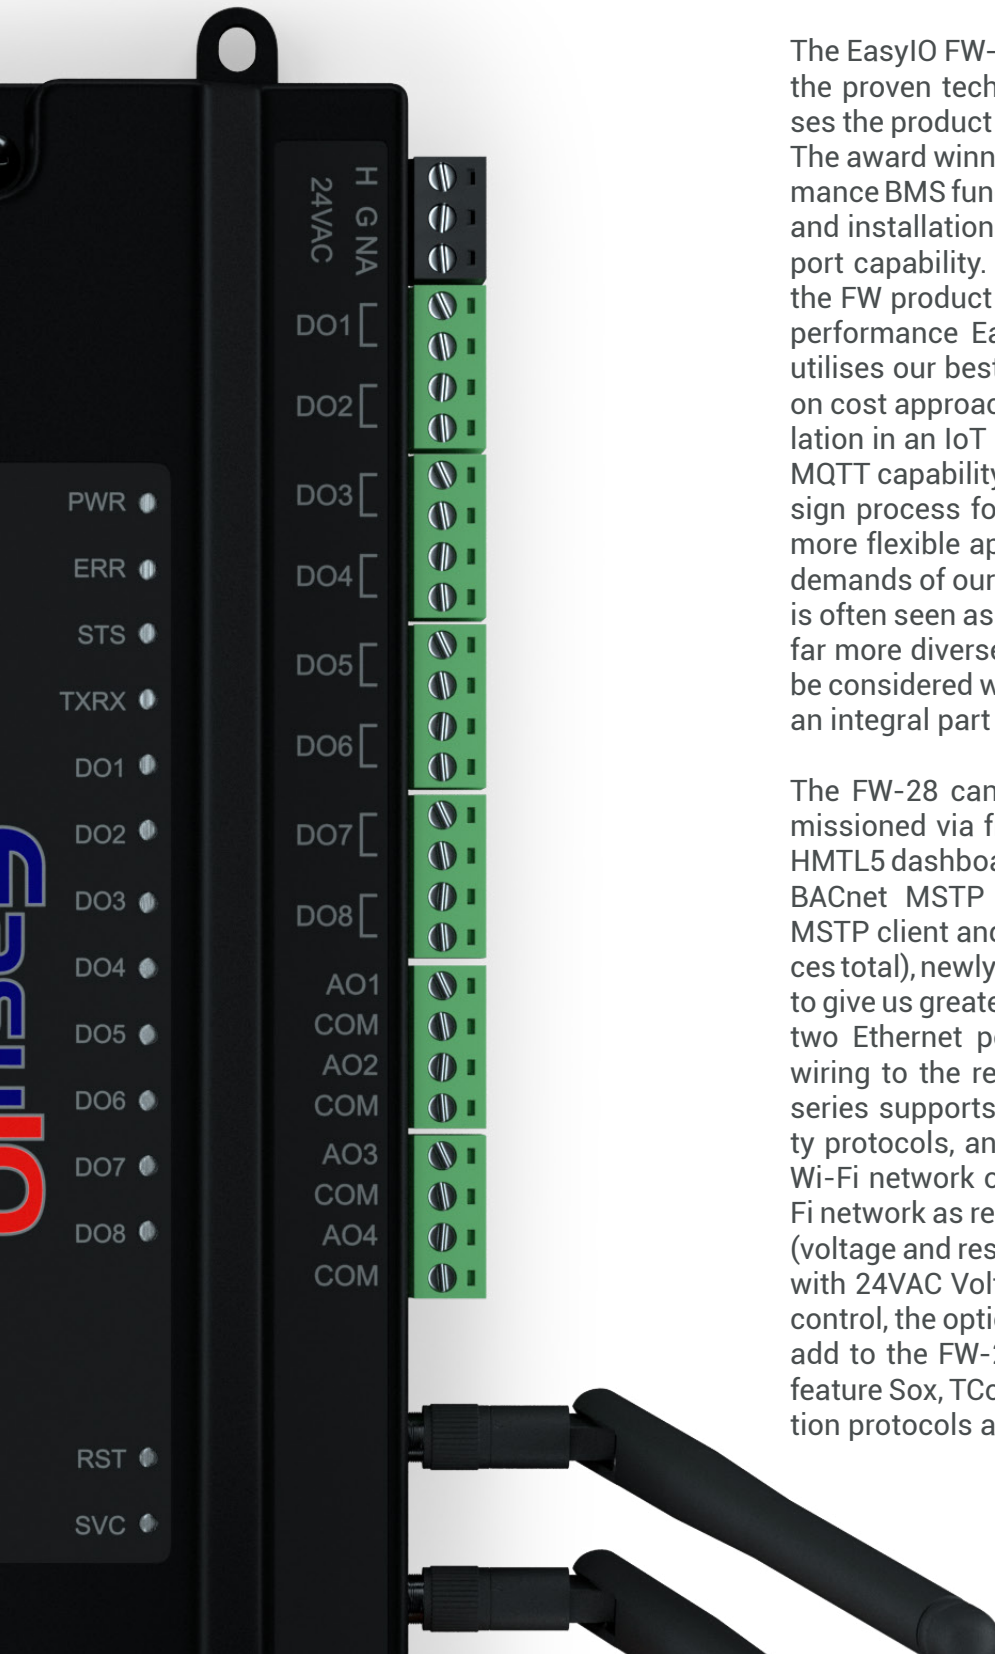 H G NA
24VAC
DO1
DO2
DO3
DO4
DO5
DO6
DO7
DO8
AO1
COM
AO2
COM
AO3
COM
AO4
COM
PWR
ERR
STS
TXRX
DO1
DO2
DO3
DO4
DO5
DO6
DO7
DO8
RST
SVC
EasyIO
The EasyIO FW-
the proven tech
ses the product
The award winn
mance BMS fun
and installation
port capability.
the FW product
performance Ea
utilises our best
on cost approac
lation in an IoT
MQTT capability
sign process fo
more flexible ap
demands of our
is often seen as
far more diverse
be considered w
an integral part
The FW-28 can
missioned via f
HMTL5 dashboa
BACnet MSTP
MSTP client and
ces total), newly
to give us greate
two Ethernet po
wiring to the re
series supports
ty protocols, an
Wi-Fi network o
Fi network as re
(voltage and res
with 24VAC Volt
control, the optio
add to the FW-2
feature Sox, TCo
tion protocols a